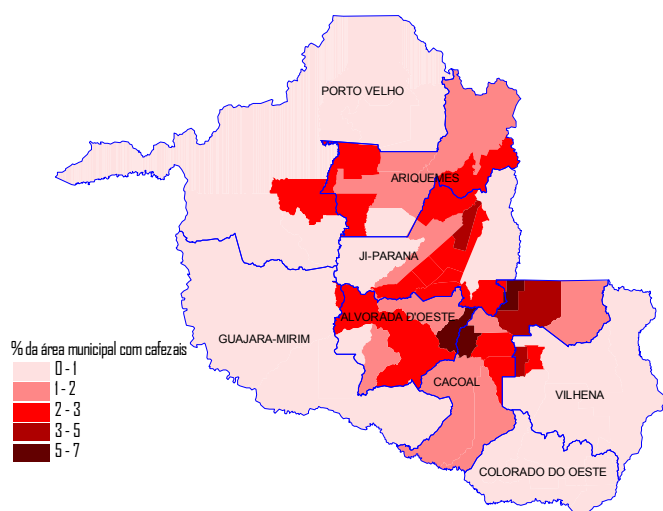 PORTO VELHO
ARIQUEMES
JI-PARANA
ALVORADA D'OESTE
GUAJARA-MIRIM
CACOAL
VILHENA
COLORADO DO OESTE
% da área municipal com cafezais
0 - 1
1 - 2
2 - 3
3 - 5
5 - 7